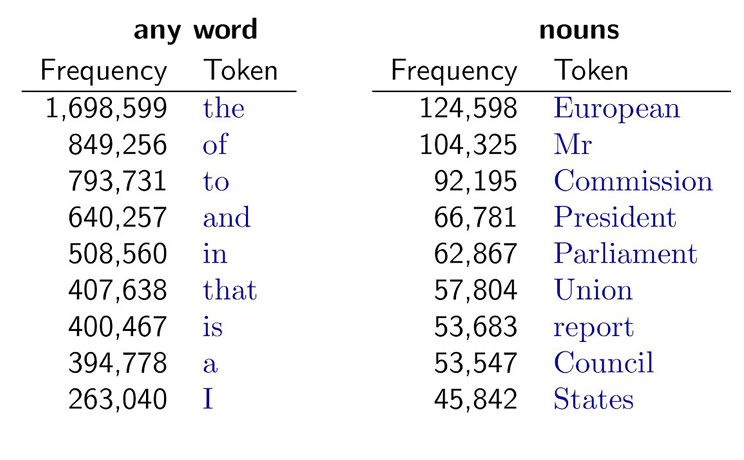 any word
Frequency Token
1,698,599 the
849,256 of
793,731 to
640,257 and
508,560 in
407,638 that
400,467 is
394,778 a
263,040 I
nouns
Frequency Token
124,598 European
104,325 Mr
92,195 Commission
66,781 President
62,867 Parliament
57,804 Union
53,683 report
53,547 Council
45,842 States